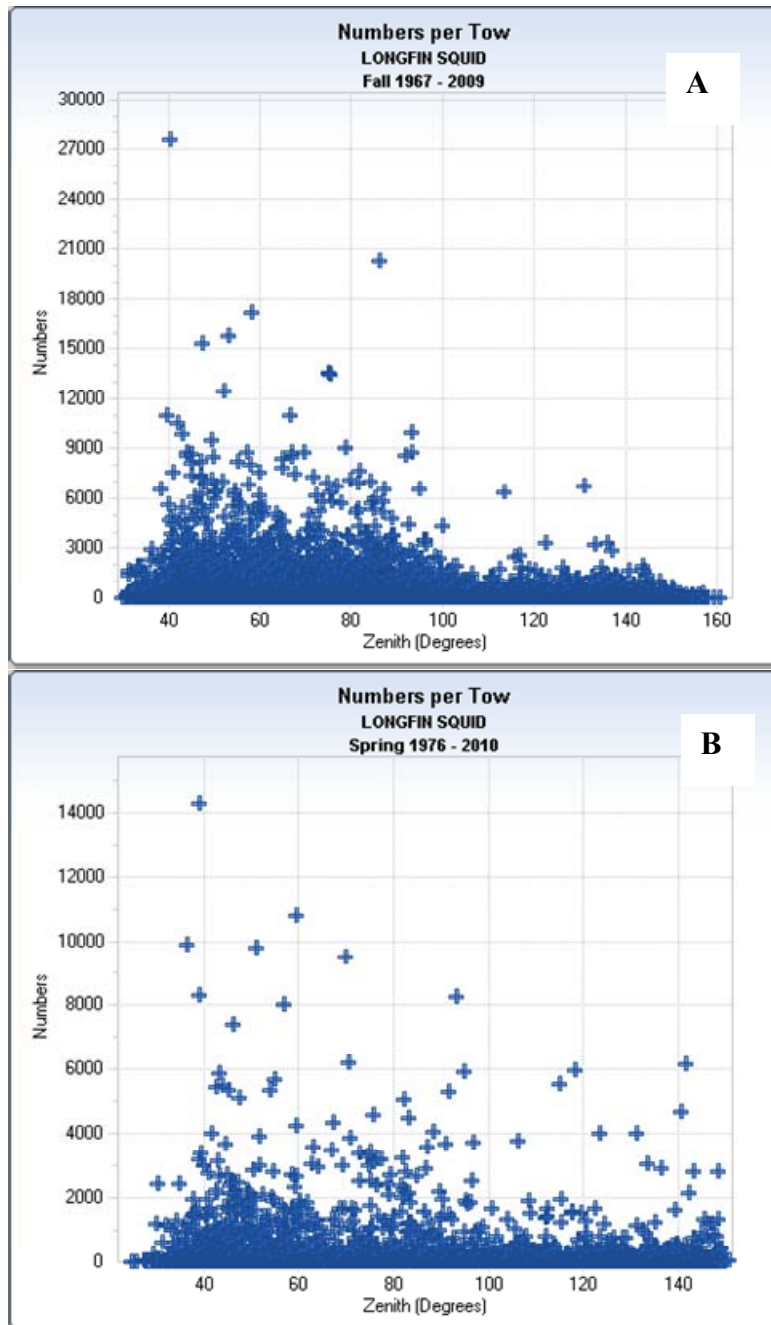 Numbers per Tow
LONGFIN SQUID
Fall 1967 - 2009
A
30000
27000
24000
21000
18000
15000
12000
9000
6000
3000
0
Numbers
40 60 80 100 120 140 160
Zenith (Degrees)
Numbers per Tow
LONGFIN SQUID
Spring 1976 - 2010
B
14000
12000
10000
8000
6000
4000
2000
0
Numbers
40 60 80 100 120 140
Zenith (Degrees)